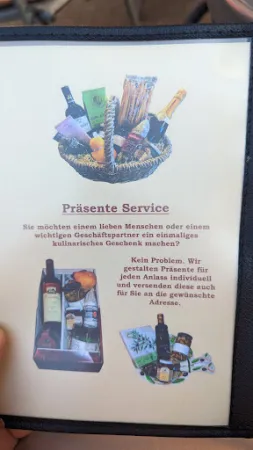 Präsente Service
Sie möchten einem lieben Menschen oder einem
wichtigen Geschäftspartner ein einmaliges
kulinarisches Geschenk machen?
Kein Problem. Wir
gestalten Präsente für
jeden Anlass individuell
und versenden diese auch
für Sie an die gewünschte
Adresse.